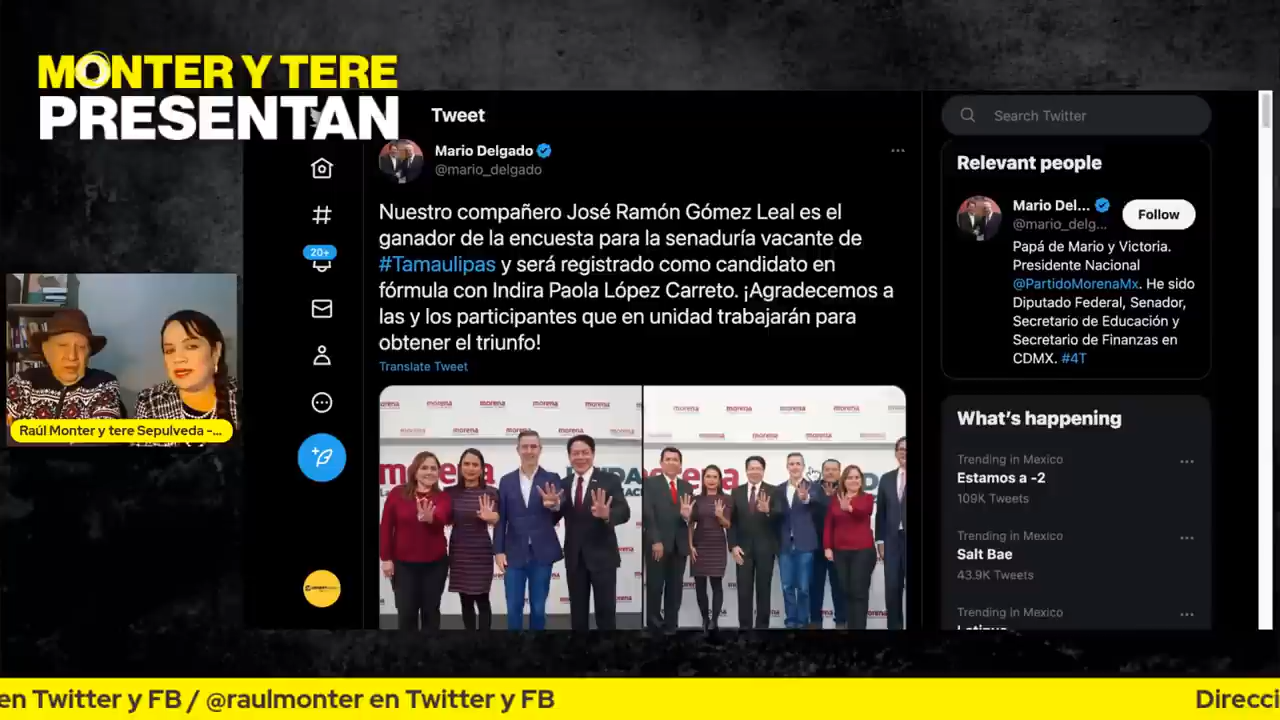 MONTER Y TERE
PRESENTAN
Tweet
Mario Delgado
@mario_delgado
Nuestro compañero José Ramón Gómez Leal es el
ganador de la encuesta para la senaduría vacante de
#Tamaulipas y será registrado como candidato en
fórmula con Indira Paola López Carreto. ¡Agradecemos a
las y los participantes que en unidad trabajarán para
obtener el triunfo!
Translate Tweet
morena
morena
20+
Raúl Monter y tere Sepulveda -...
Search Twitter
Relevant people
Mario Del...
@mario_delg...
Follow
Papá de Mario y Victoria.
Presidente Nacional
@PartidoMorenaMx. He sido
Diputado Federal, Senador,
Secretario de Educación y
Secretario de Finanzas en
CDMX. #4T
What's happening
Trending in Mexico
Estamos a -2
109K Tweets
Trending in Mexico
Salt Bae
43.9K Tweets
Trending in Mexico
en Twitter y FB / @raulmonter en Twitter y FB
Direcci